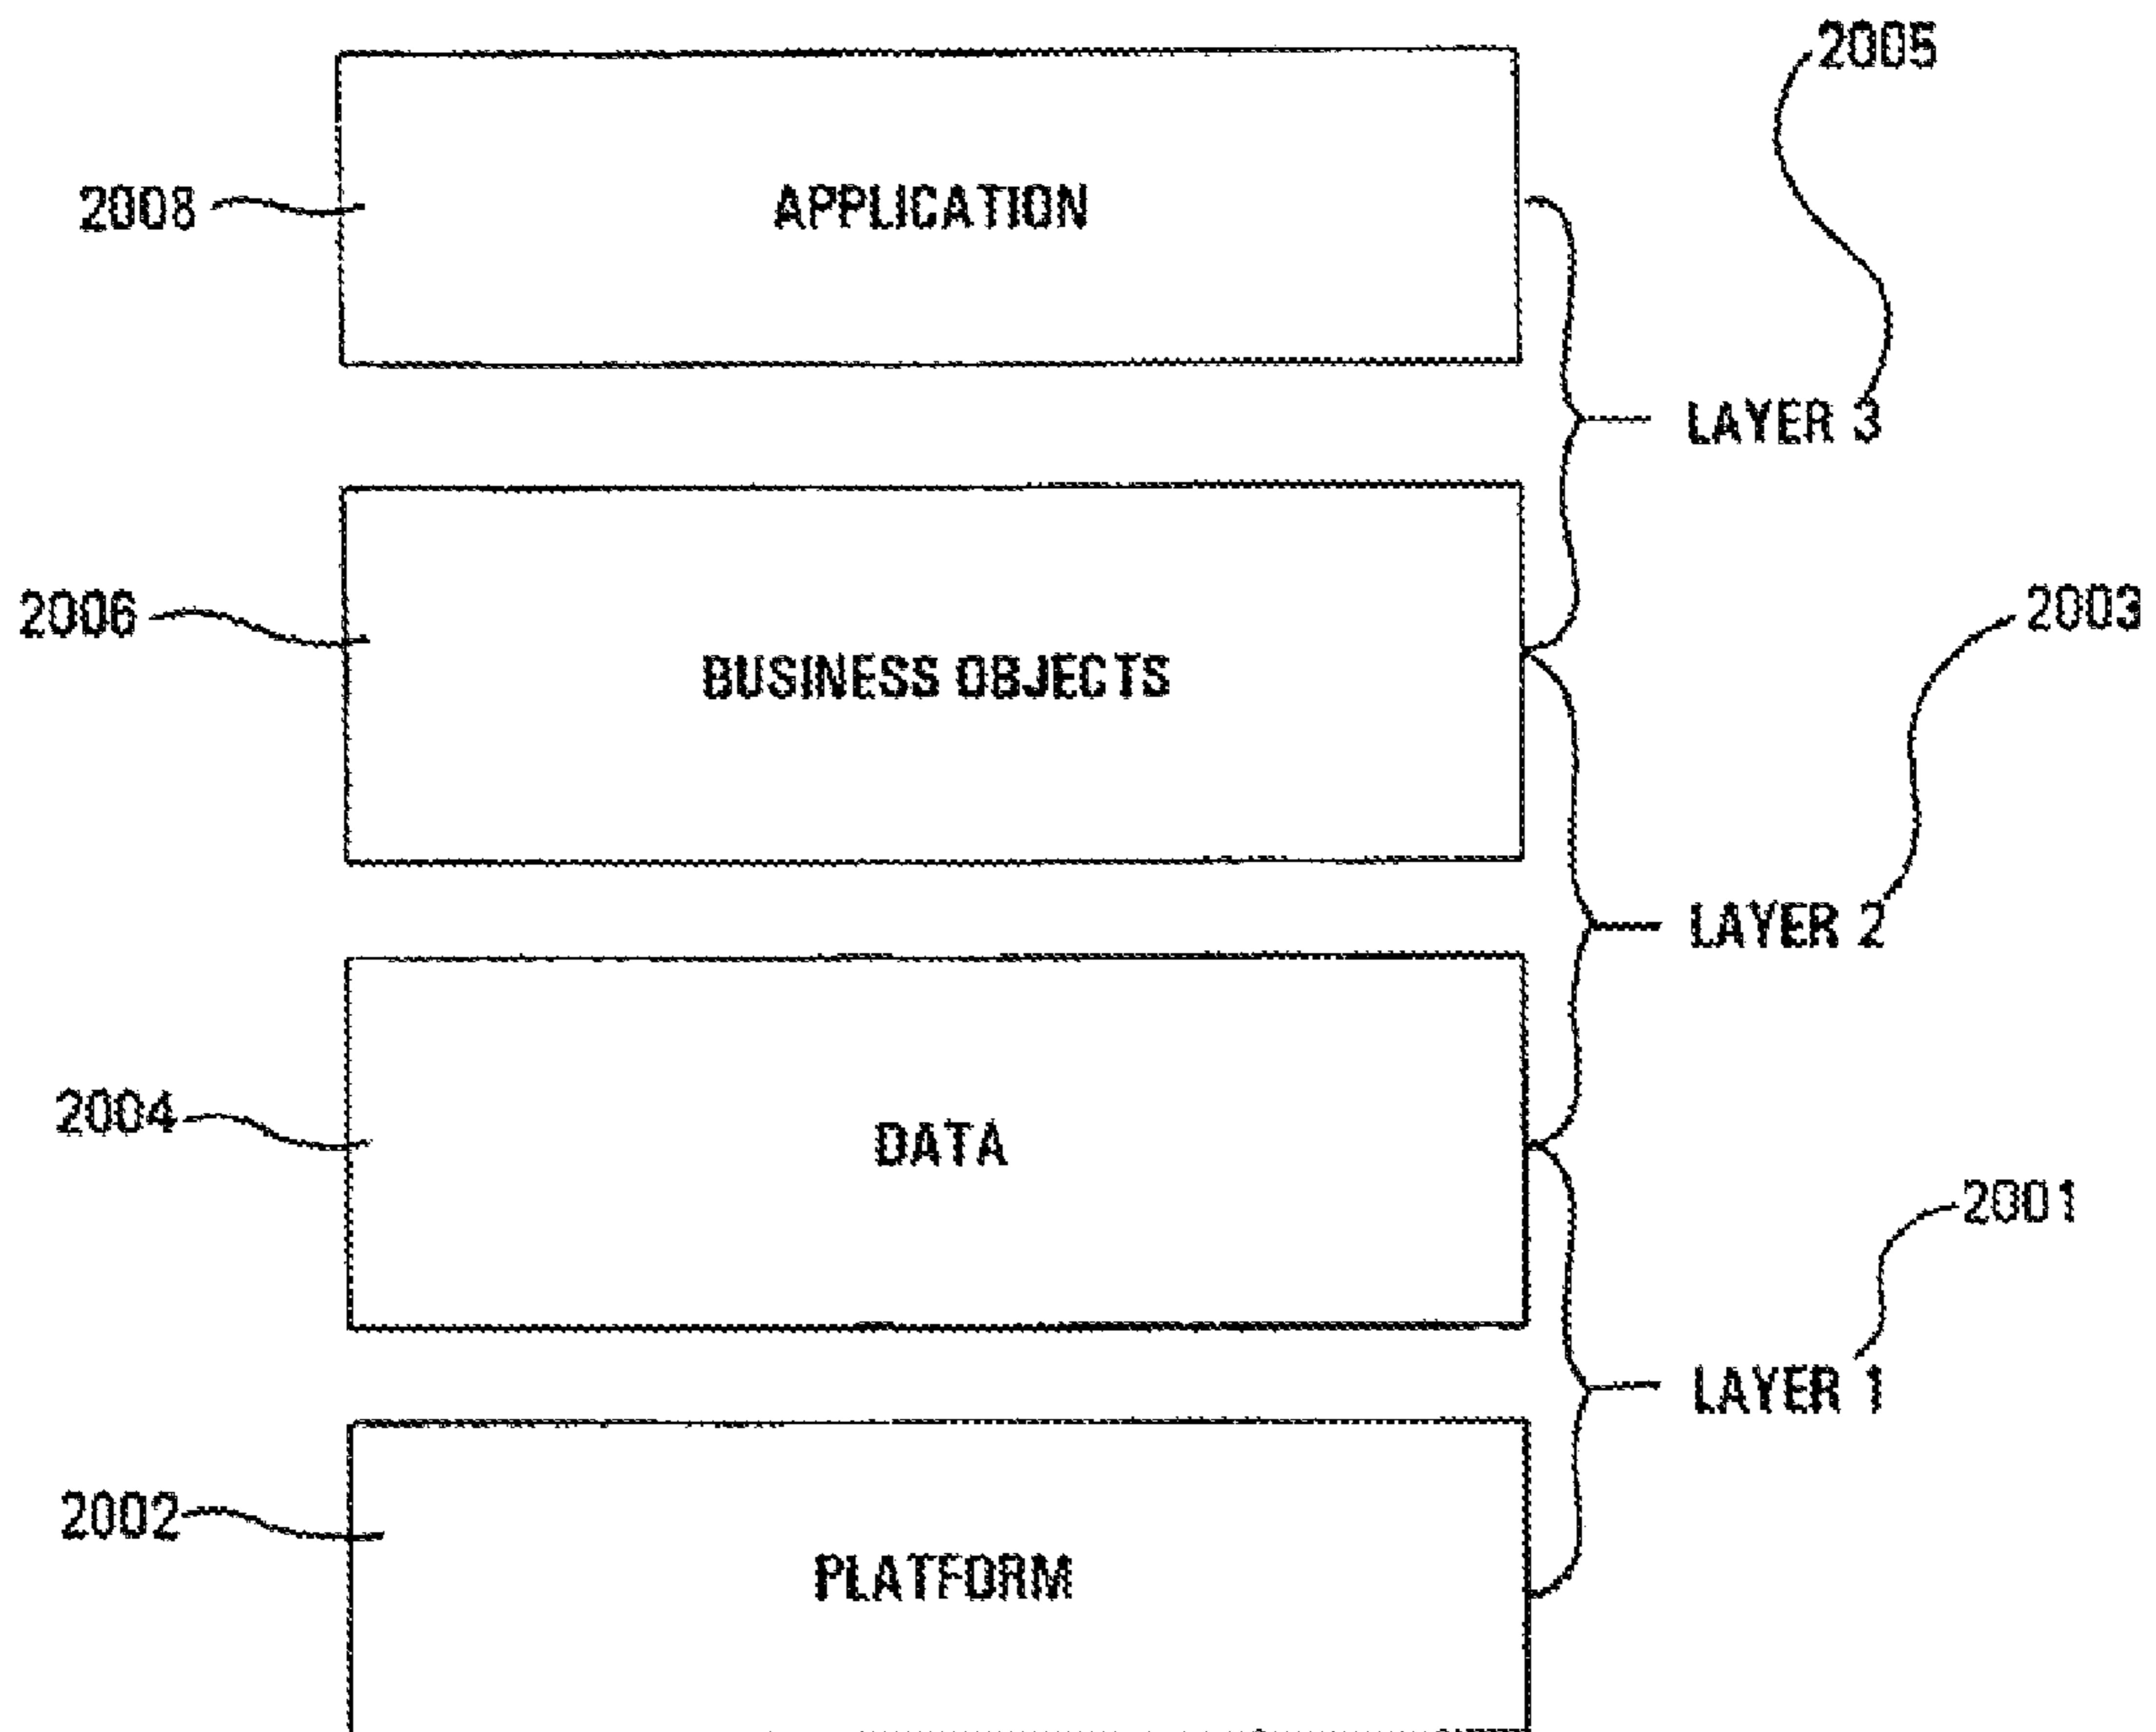 2005
2008
APPLICATION
LAYER 3
2006
BUSINESS OBJECTS
2003
LAYER 2
2004
DATA
2001
LAYER 1
2002
PLATFORM